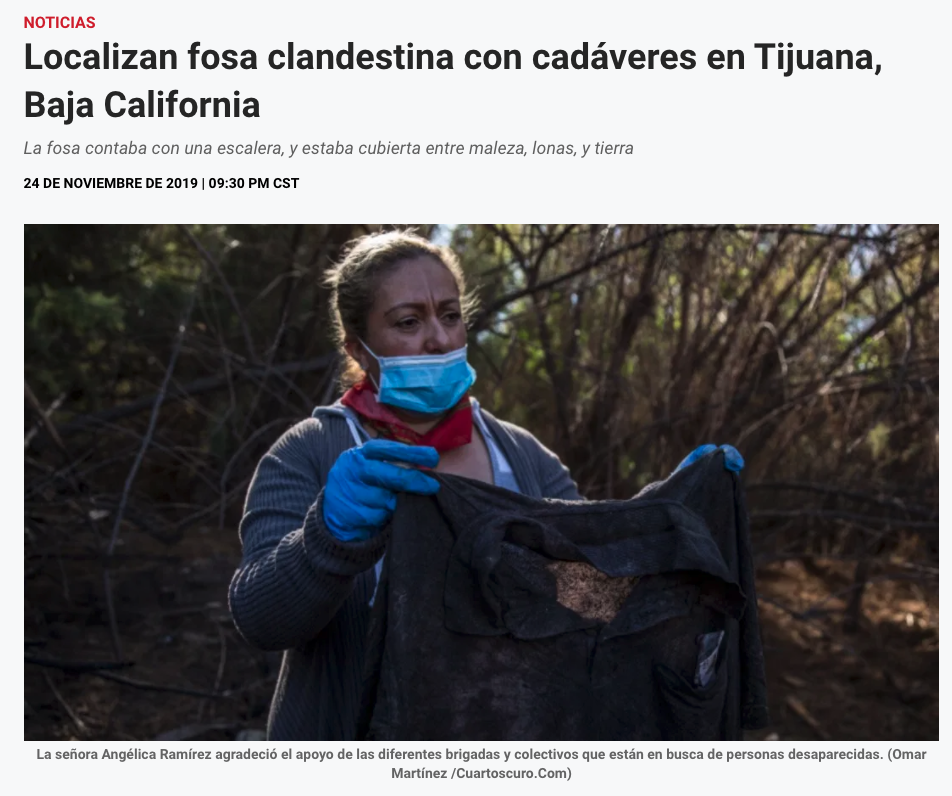 NOTICIAS
Localizan fosa clandestina con cadáveres en Tijuana,
Baja California
La fosa contaba con una escalera, y estaba cubierta entre maleza, lonas, y tierra
24 DE NOVIEMBRE DE 2019 | 09:30 PM CST
La señora Angélica Ramírez agradeció el apoyo de las diferentes brigadas y colectivos que están en busca de personas desaparecidas. (Omar
Martínez /Cuartoscuro.Com)